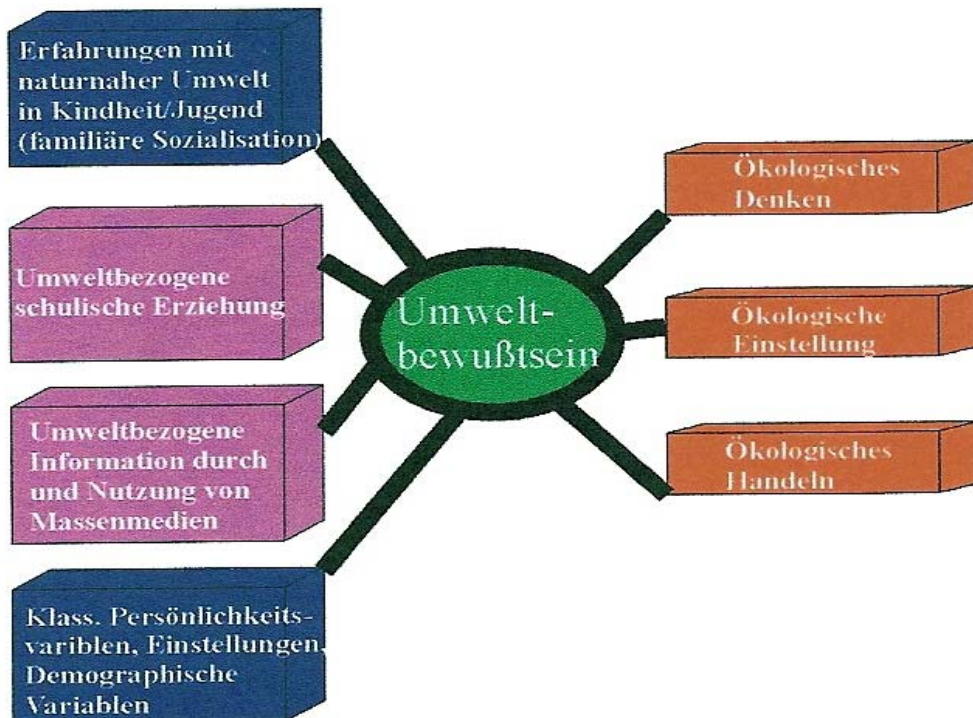 Erfahrungen mit
naturnaher Umwelt
in Kindheit/Jugend
(familiäre Sozialisation)
Umweltbezogene
schulische Erziehung
Umweltbezogene
Information durch
und Nutzung von
Massenmedien
Klass. Persönlichkeits-
variblen, Einstellungen,
Demographische
Variablen
Umwelt-
bewußtsein
Ökologisches
Denken
Ökologische
Einstellung
Ökologisches
Handeln